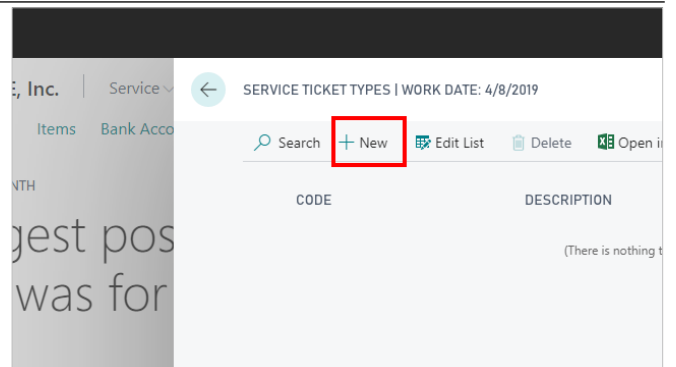 E, Inc. Service
SERVICE TICKET TYPES | WORK DATE: 4/8/2019
Items Bank Acco
Search + New Edit List Delete Open i
NTH
CODE DESCRIPTION
gest pos
(There is nothing t
was for